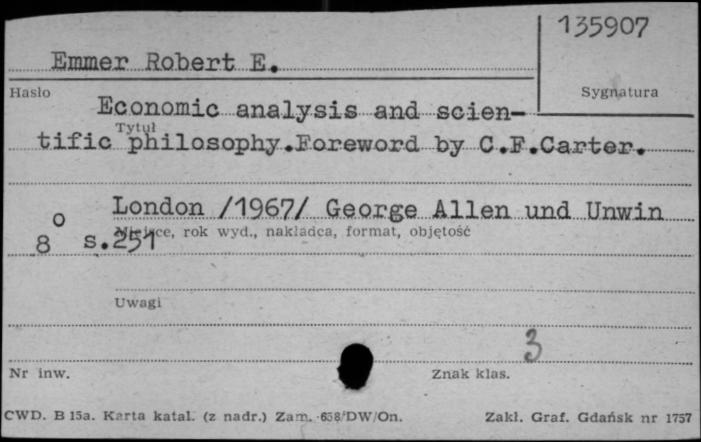 135907
Emmer Robert E.
Hasło
Sygnatura
Economic analysis and scien-
Tytuł
tific philosophy.Foreword by C.F.Carter.
London /1967/ George Allen und Unwin
Miejsce, rok wyd., nakładca, format, objętość
8° s.251
Uwagi
3
Nr inw.
Znak klas.
CWD. B 15a. Karta katal. (z nadr.) Zam. 658/DW/On.
Zakł. Graf. Gdańsk nr 1757